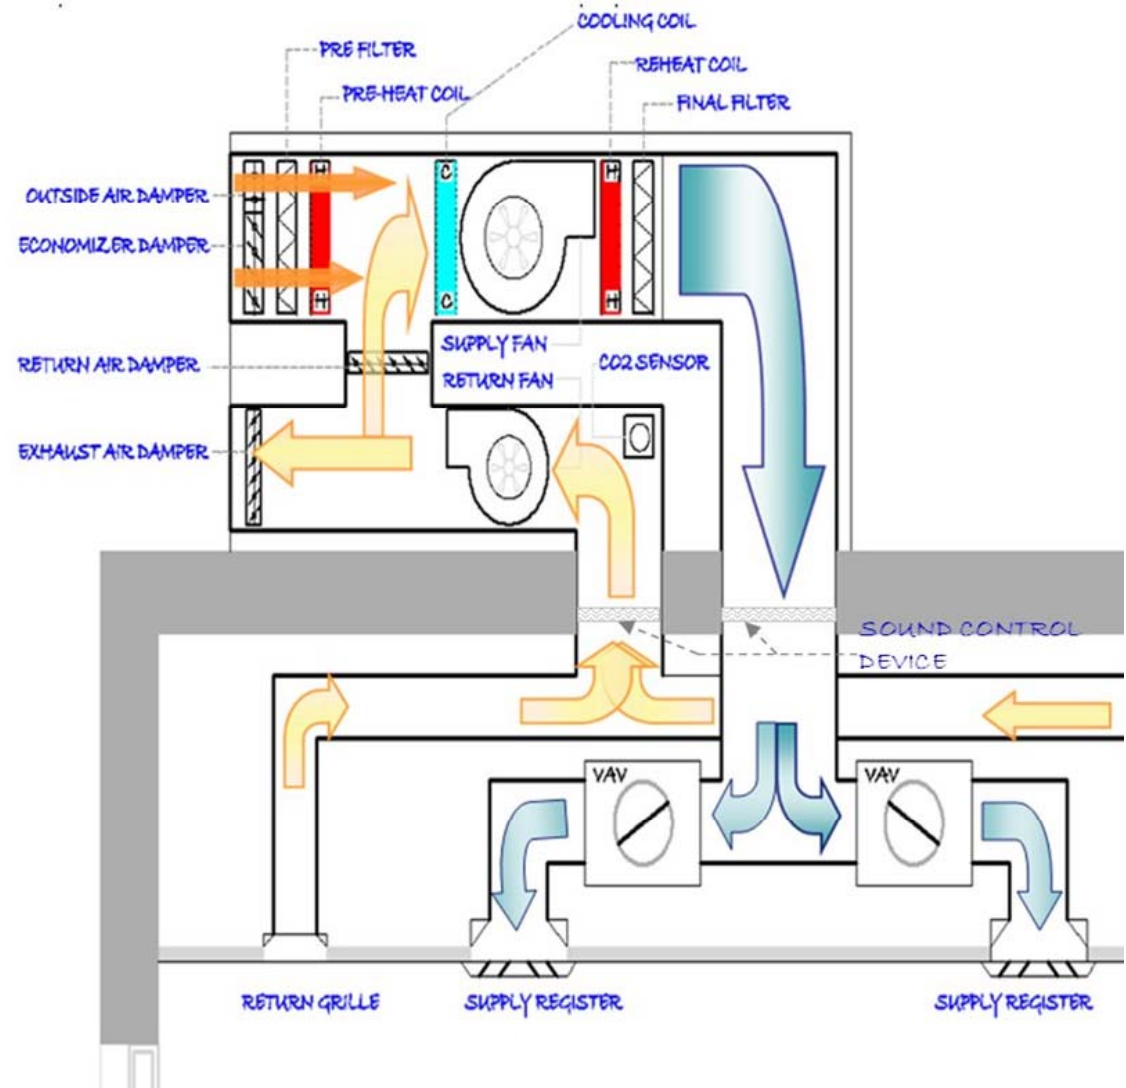 COOLING COIL
PRE FILTER
REHEAT COIL
PRE-HEAT COIL
FINAL FILTER
H
C
H
OUTSIDE AIR DAMPER
ECONOMIZER DAMPER
H
C
H
SUPPLY FAN
RETURN AIR DAMPER
CO2 SENSOR
RETURN FAN
EXHAUST AIR DAMPER
SOUND CONTROL
DEVICE
VAV
VAV
RETURN GRILLE
SUPPLY REGISTER
SUPPLY REGISTER